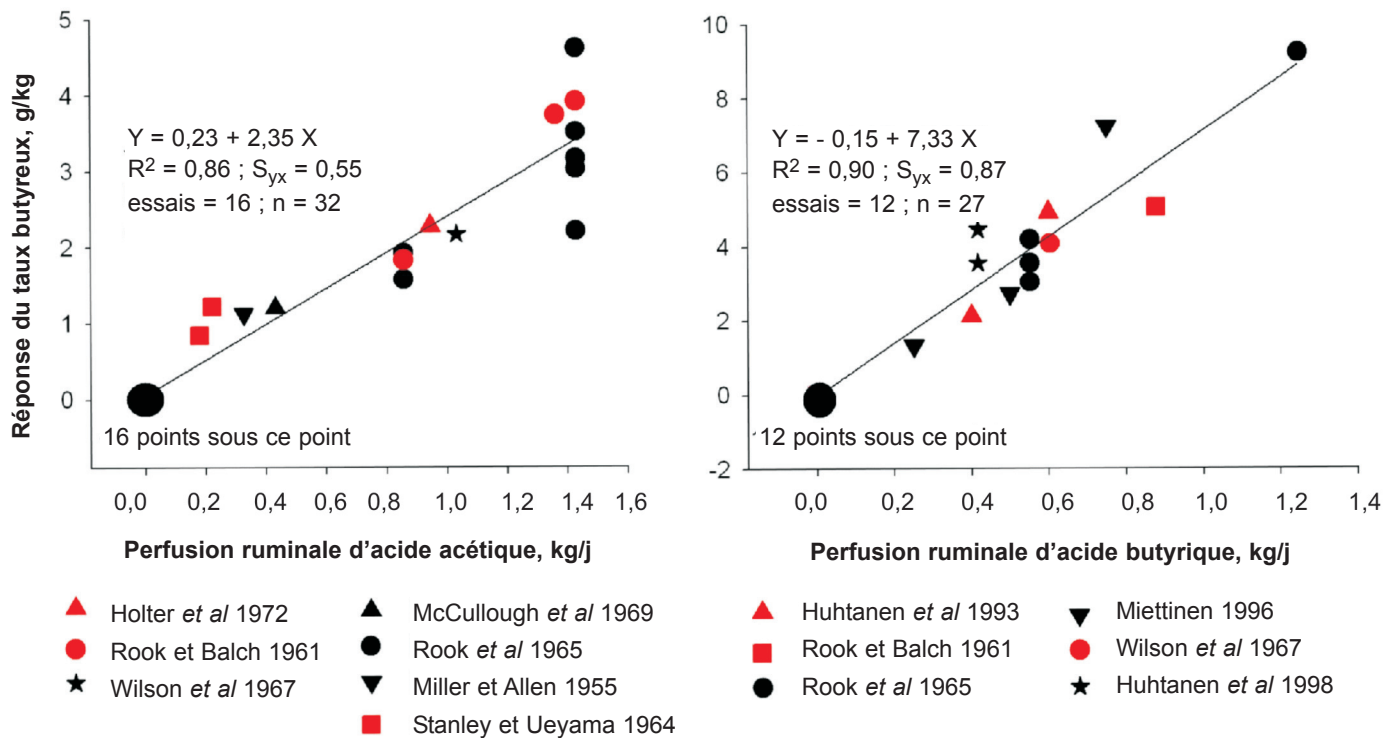 Réponse du taux butyreux, g/kg
5
4
3
2
1
0
Y = 0,23 + 2,35 X
R² = 0,86 ; Syx = 0,55
essais = 16 ; n = 32
16 points sous ce point
0,0 0,2 0,4 0,6 0,8 1,0 1,2 1,4 1,6
Perfusion ruminale d'acide acétique, kg/j
Holter et al 1972
Rook et Balch 1961
Wilson et al 1967
McCullough et al 1969
Rook et al 1965
Miller et Allen 1955
Stanley et Ueyama 1964
10
8
6
4
2
0
-2
Y = - 0,15 + 7,33 X
R² = 0,90 ; Syx = 0,87
essais = 12 ; n = 27
12 points sous ce point
0,0 0,2 0,4 0,6 0,8 1,0 1,2 1,4
Perfusion ruminale d'acide butyrique, kg/j
Huhtanen et al 1993
Rook et Balch 1961
Rook et al 1965
Miettinen 1996
Wilson et al 1967
Huhtanen et al 1998